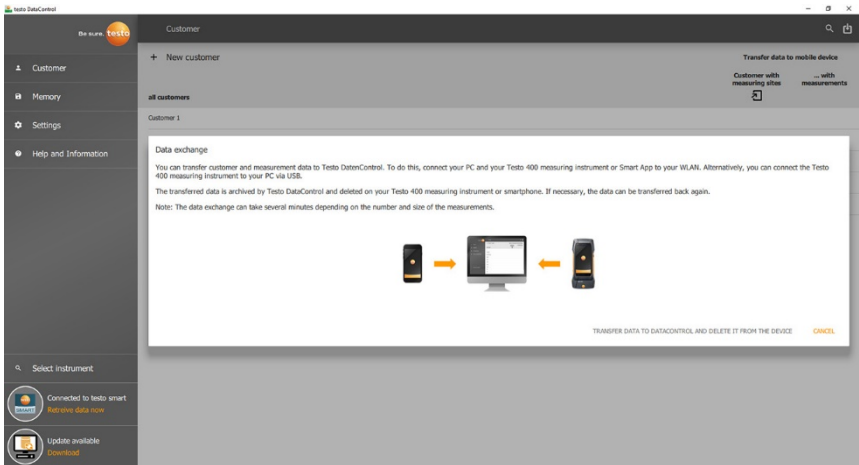 testo DataControl
Be sure. testo
Customer
Customer
Memory
Settings
Help and Information
+ New customer
Transfer data to mobile device
Customer with
measuring sites
... with
measurements
all customers
Customer 1
Data exchange
You can transfer customer and measurement data to Testo DatenControl. To do this, connect your PC and your Testo 400 measuring instrument or Smart App to your WLAN. Alternatively, you can connect the Testo
400 measuring instrument to your PC via USB.
The transferred data is archived by Testo DataControl and deleted on your Testo 400 measuring instrument or smartphone. If necessary, the data can be transferred back again.
Note: The data exchange can take several minutes depending on the number and size of the measurements.
TRANSFER DATA TO DATACONTROL AND DELETE IT FROM THE DEVICE
CANCEL
Select instrument
SMART
Connected to testo smart
Retreive data now
Update available
Download